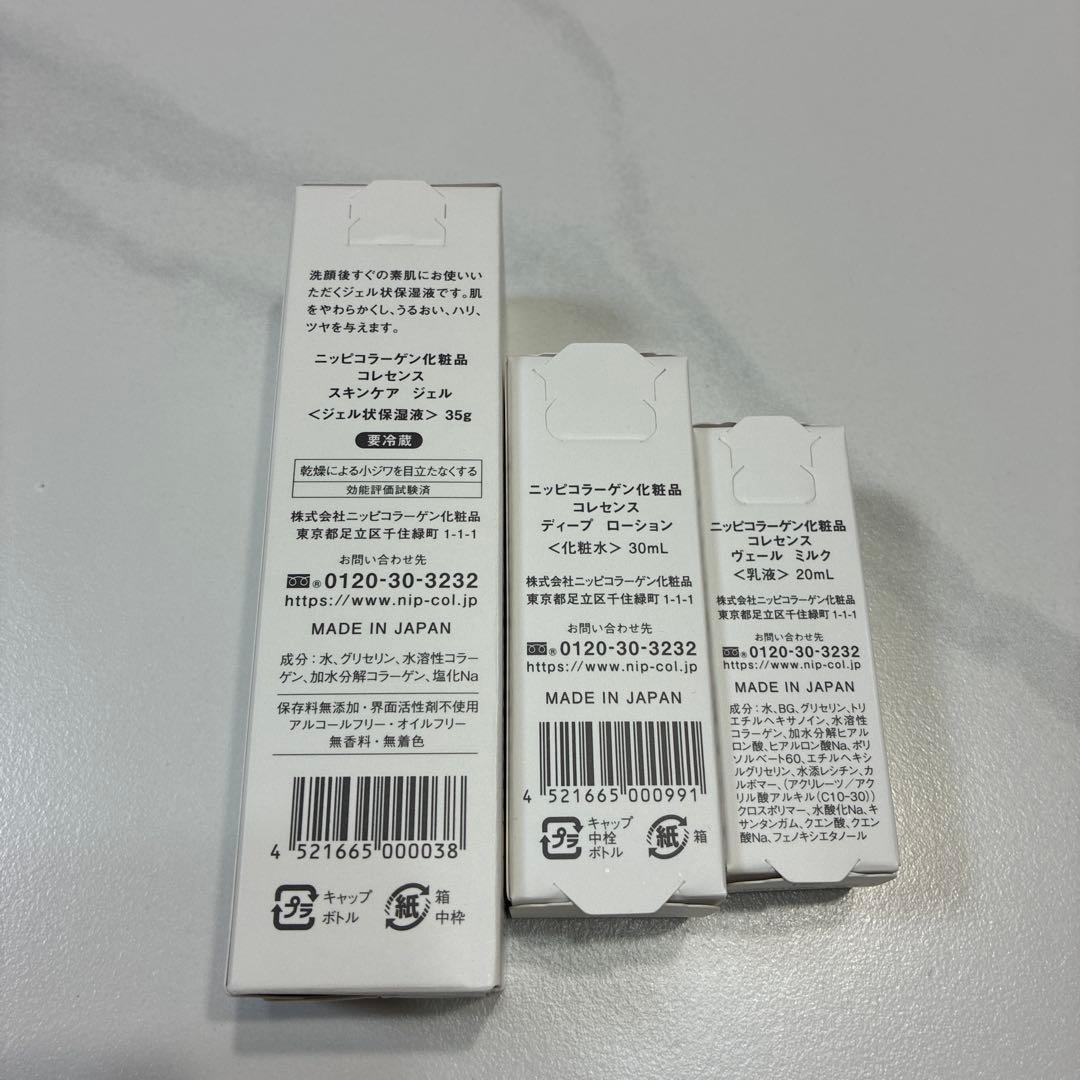 洗顔後すぐの素肌にお使いい
ただくジェル状保湿液です。肌
をやわらかくし、うるおい、ハリ、
ツヤを与えます。
ニッピコラーゲン化粧品
コレセンス
スキンケア ジェル
＜ジェル状保湿液＞ 35g
要冷蔵
乾燥による小ジワを目立たなくする
効能評価試験済
株式会社ニッピコラーゲン化粧品
東京都足立区千住緑町 1-1-1
お問い合わせ先
® 0120-30-3232
https://www.nip-col.jp
MADE IN JAPAN
成分：水、グリセリン、水溶性コラー
ゲン、加水分解コラーゲン、塩化Na
保存料無添加・界面活性剤不使用
アルコールフリー・オイルフリー
無香料・無着色
4 521665 000038
プラ キャップ
ボトル
紙 箱
中枠
ニッピコラーゲン化粧品
コレセンス
ディープ ローション
＜化粧水＞ 30mL
株式会社ニッピコラーゲン化粧品
東京都足立区千住緑町 1-1-1
お問い合わせ先
® 0120-30-3232
https://www.nip-col.jp
MADE IN JAPAN
4 521665 000991
プラ キャップ
中栓
ボトル
紙 箱
ニッピコラーゲン化粧品
コレセンス
ヴェール ミルク
＜乳液＞ 20mL
株式会社ニッピコラーゲン化粧品
東京都足立区千住緑町 1-1-1
お問い合わせ先
® 0120-30-3232
https://www.nip-col.jp
MADE IN JAPAN
成分：水、BG、グリセリン、トリ
エチルヘキサノイン、水溶性
コラーゲン、加水分解ヒアル
ロン酸、ヒアルロン酸Na、ポリ
ソルベート60、エチルヘキシ
ルグリセリン、水添レシチン、カ
ルボマー、（アクリレーツ／アク
リル酸アルキル（C10-30））
クロスポリマー、水酸化Na、キ
サンタンガム、クエン酸、クエン
酸Na、フェノキシエタノール